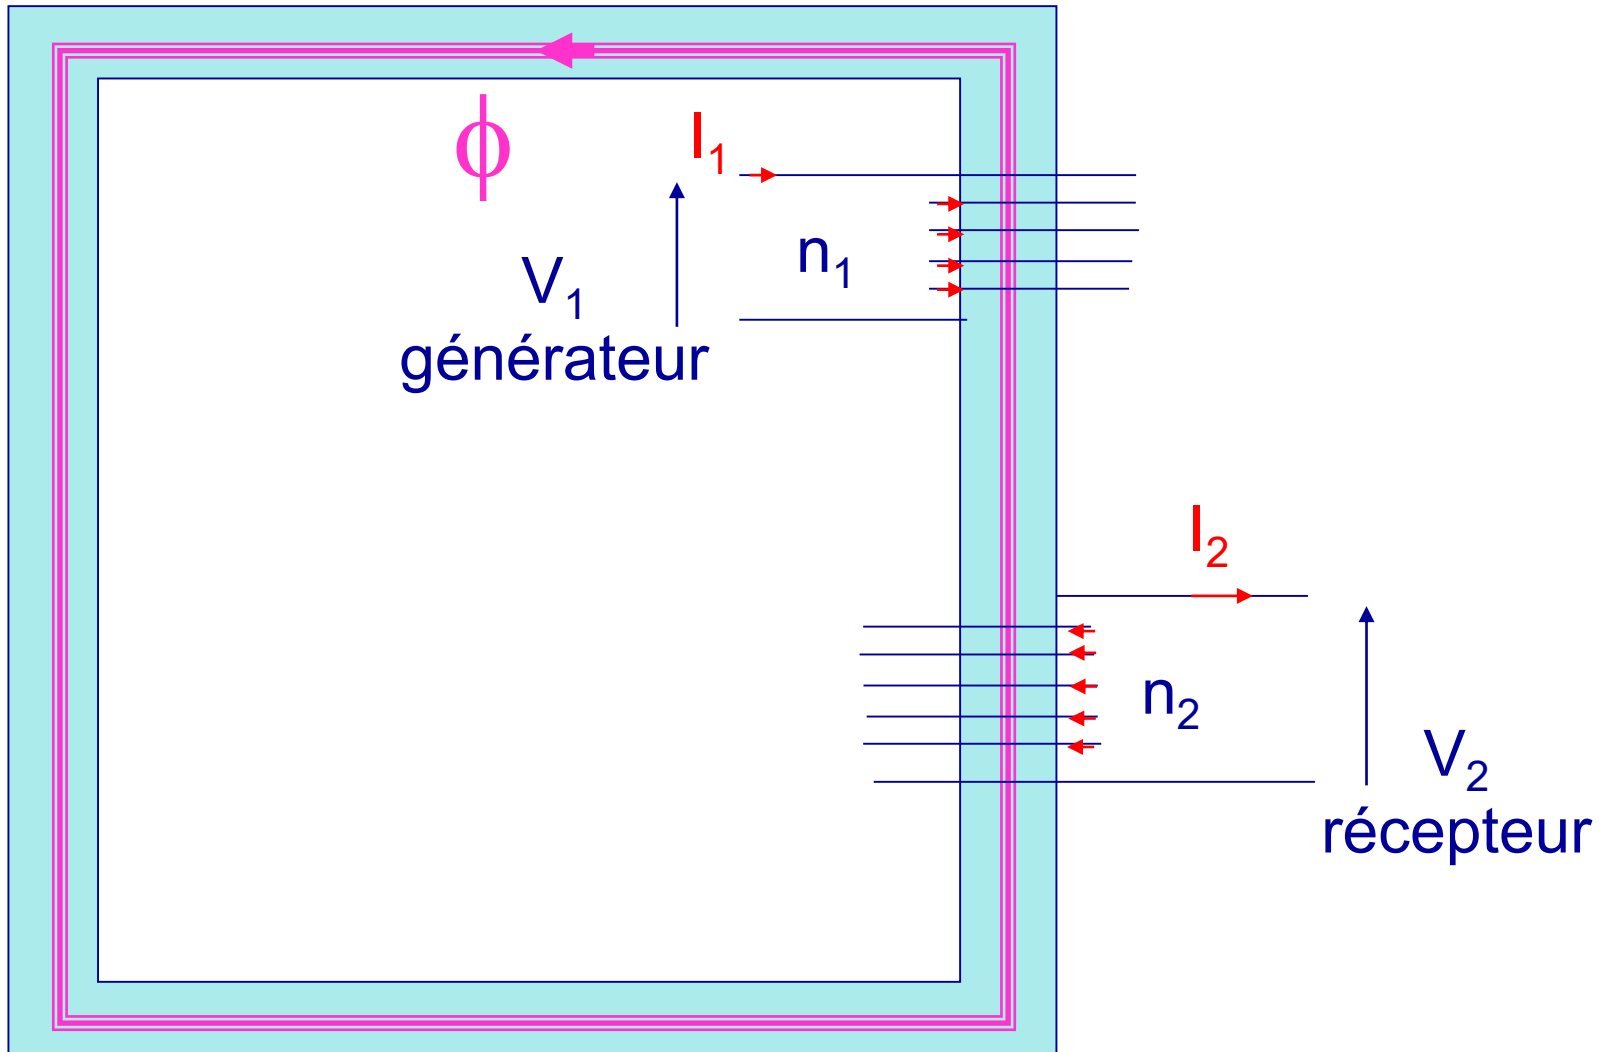 ϕ
I₁
n₁
V₁
générateur
I₂
n₂
V₂
récepteur